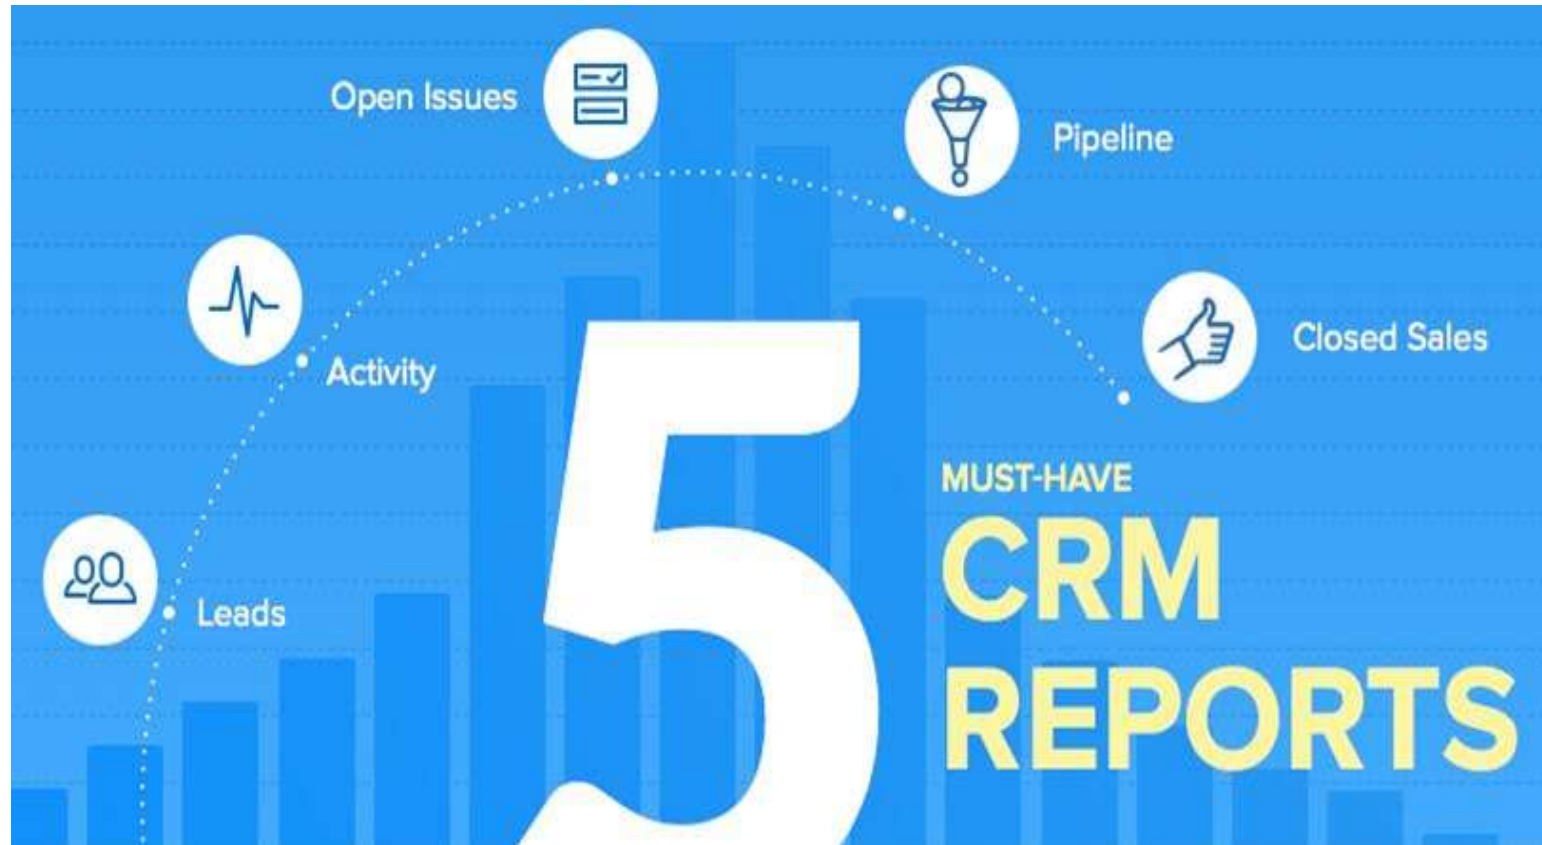 Open Issues
Pipeline
Activity
Closed Sales
Leads
5
MUST-HAVE
CRM
REPORTS